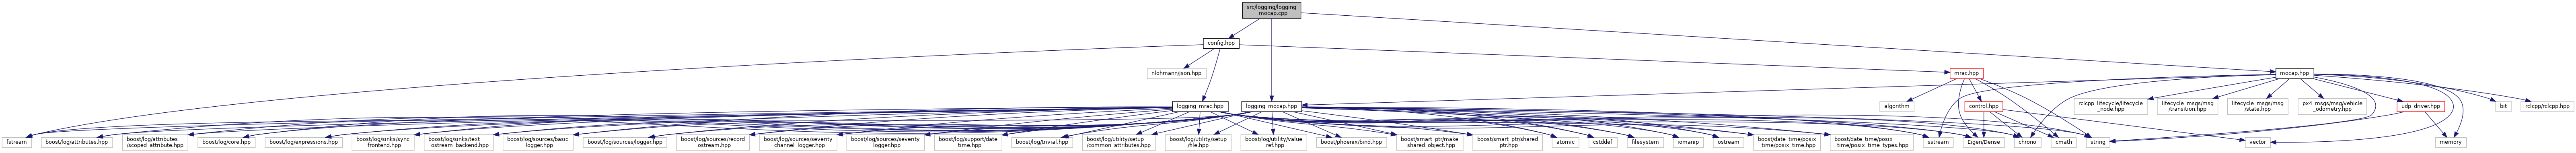 src/logging/logging
_mocap.cpp
config.hpp
nlohmann/json.hpp
mrac.hpp
mocap.hpp
logging_mrac.hpp
logging_mocap.hpp
algorithm
control.hpp
rclcpp_lifecycle/lifecycle
_node.hpp
lifecycle_msgs/msg
/transition.hpp
lifecycle_msgs/msg
/state.hpp
px4_msgs/msg/vehicle
_odometry.hpp
udp_driver.hpp
bit
rclcpp/rclcpp.hpp
fstream
boost/log/attributes.hpp
boost/log/attributes
/scoped_attribute.hpp
boost/log/core.hpp
boost/log/expressions.hpp
boost/log/sinks/sync
_frontend.hpp
boost/log/sinks/text
_ostream_backend.hpp
boost/log/sources/basic
_logger.hpp
boost/log/sources/logger.hpp
boost/log/sources/record
_ostream.hpp
boost/log/sources/severity
_channel_logger.hpp
boost/log/sources/severity
_logger.hpp
boost/log/support/date
_time.hpp
boost/log/trivial.hpp
boost/log/utility/setup
/common_attributes.hpp
boost/log/utility/setup
/file.hpp
boost/log/utility/value
_ref.hpp
boost/phoenix/bind.hpp
boost/smart_ptr/make
_shared_object.hpp
boost/smart_ptr/shared
_ptr.hpp
atomic
cstddef
filesystem
iomanip
ostream
boost/date_time/posix
_time/posix_time.hpp
boost/date_time/posix
_time/posix_time_types.hpp
sstream
Eigen/Dense
chrono
cmath
string
vector
memory